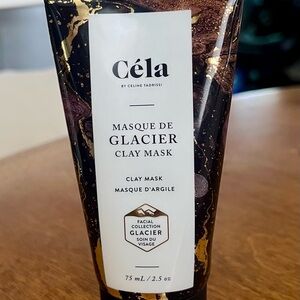 Céla
BY CELINE TADRISSI
MASQUE DE
GLACIER
CLAY MASK
CLAY MASK
MASQUE D'ARGILE
FACIAL
COLLECTION
GLACIER
SOIN DU
VISAGE
75 mL / 2.5 oz